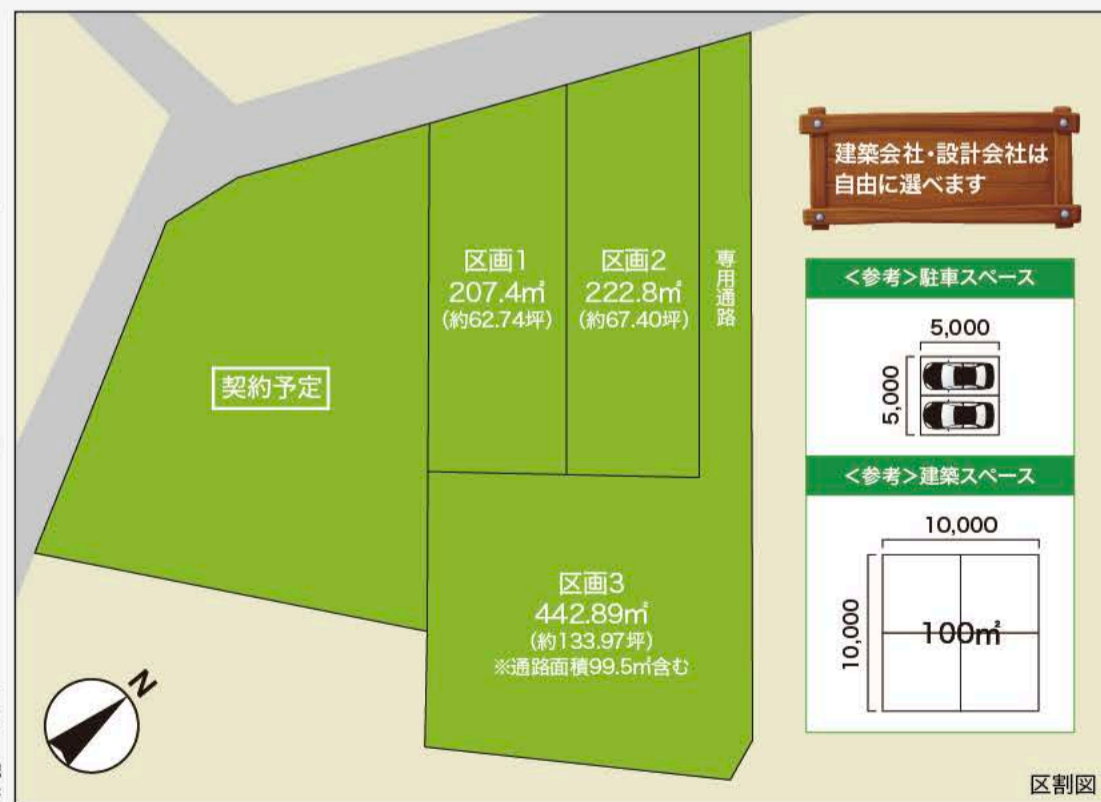 区画1
207.4㎡
(約62.74坪)
区画2
222.8㎡
(約67.40坪)
専用通路
契約予定
区画3
442.89㎡
(約133.97坪)
※通路面積99.5㎡含む
N
建築会社・設計会社は
自由に選べます
＜参考＞駐車スペース
5,000
5,000
＜参考＞建築スペース
10,000
10,000
100㎡
区割図